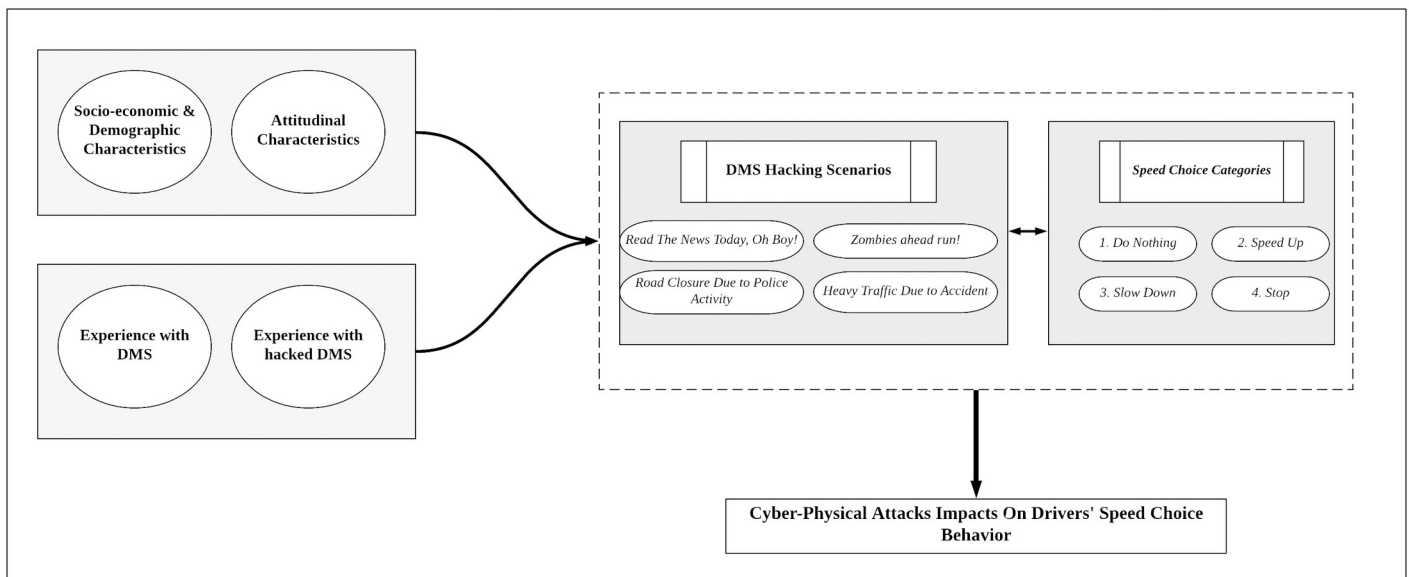 Socio-economic &
Demographic
Characteristics
Attitudinal
Characteristics
Experience with
DMS
Experience with
hacked DMS
DMS Hacking Scenarios
Read The News Today, Oh Boy!
Zombies ahead run!
Road Closure Due to Police
Activity
Heavy Traffic Due to Accident
Speed Choice Categories
1. Do Nothing
2. Speed Up
3. Slow Down
4. Stop
Cyber-Physical Attacks Impacts On Drivers' Speed Choice
Behavior